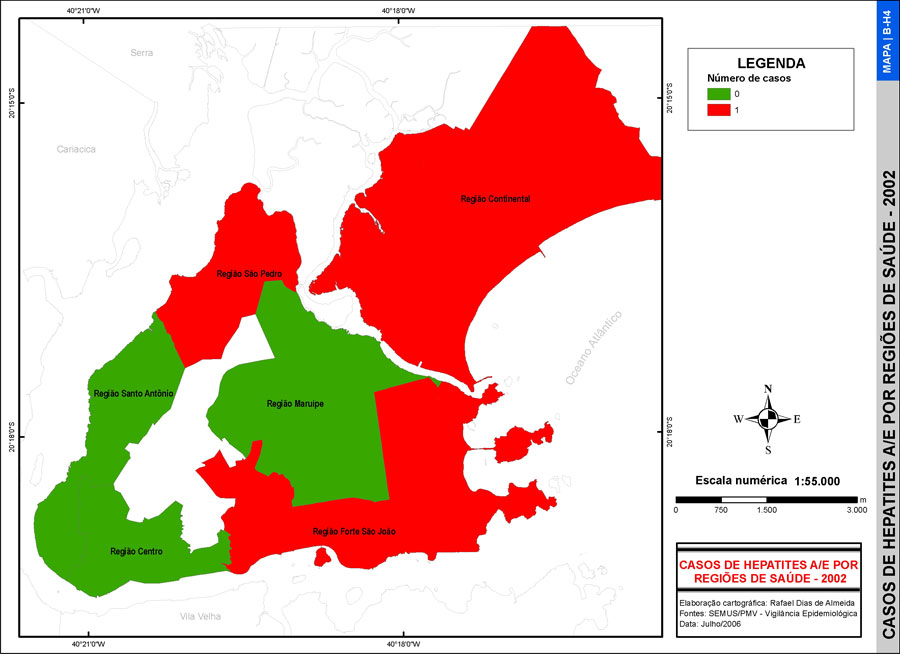 40°21'0"W
40°18'0"W
MAPA | B-H4
CASOS DE HEPATITES A/E POR REGIÕES DE SAÚDE - 2002
20°15'0"S
20°15'0"S
Serra
Cariacica
LEGENDA
Número de casos
0
1
Região Continental
Região São Pedro
Oceano Atlântico
Região Santo Antônio
Região Maruipe
20°18'0"S
20°18'0"S
N
W
E
S
Escala numérica 1:55.000
m
0 750 1.500 3.000
Região Forte São João
Região Centro
Vila Velha
CASOS DE HEPATITES A/E POR
REGIÕES DE SAÚDE - 2002
Elaboração cartográfica: Rafael Dias de Almeida
Fontes: SEMUS/PMV - Vigilância Epidemiológica
Data: Julho/2006
40°21'0"W
40°18'0"W